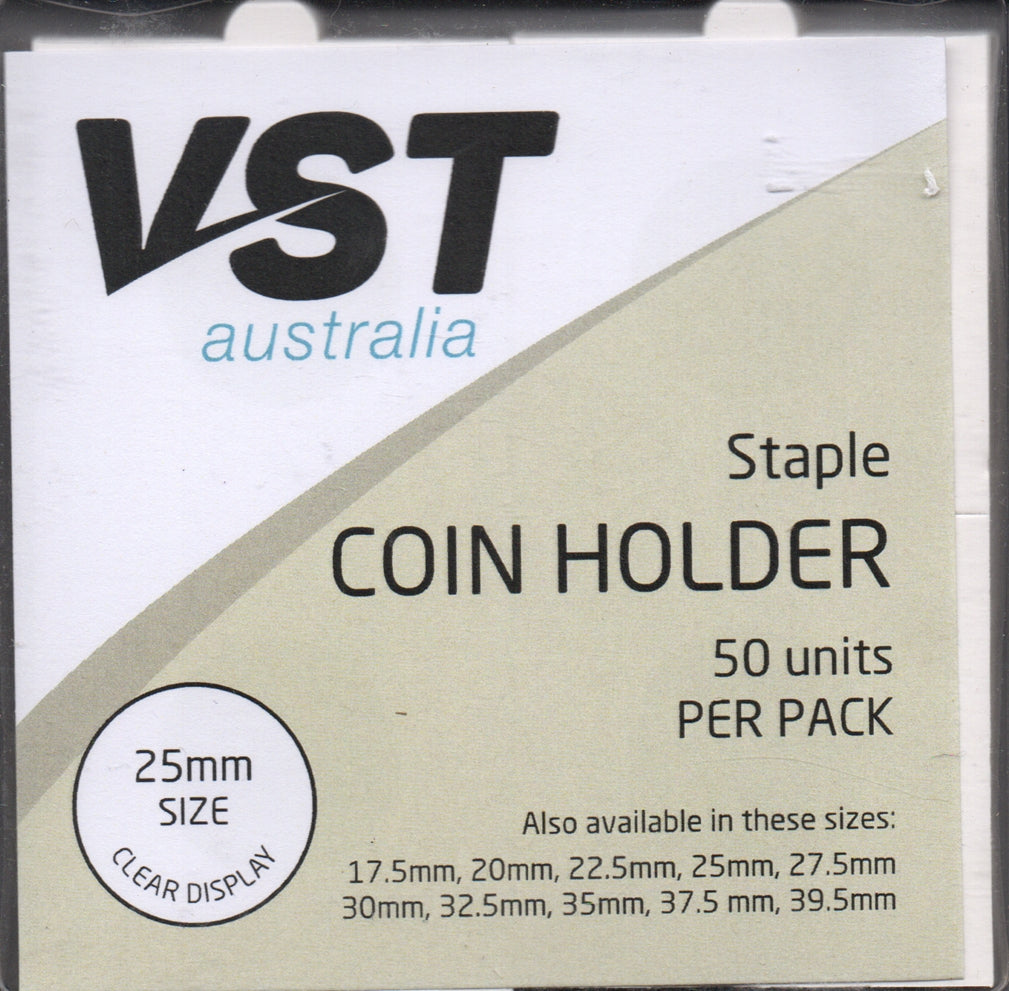 VST
australia
Staple
COIN HOLDER
50 units
PER PACK
25mm
SIZE
CLEAR DISPLAY
Also available in these sizes:
17.5mm, 20mm, 22.5mm, 25mm, 27.5mm
30mm, 32.5mm, 35mm, 37.5 mm, 39.5mm